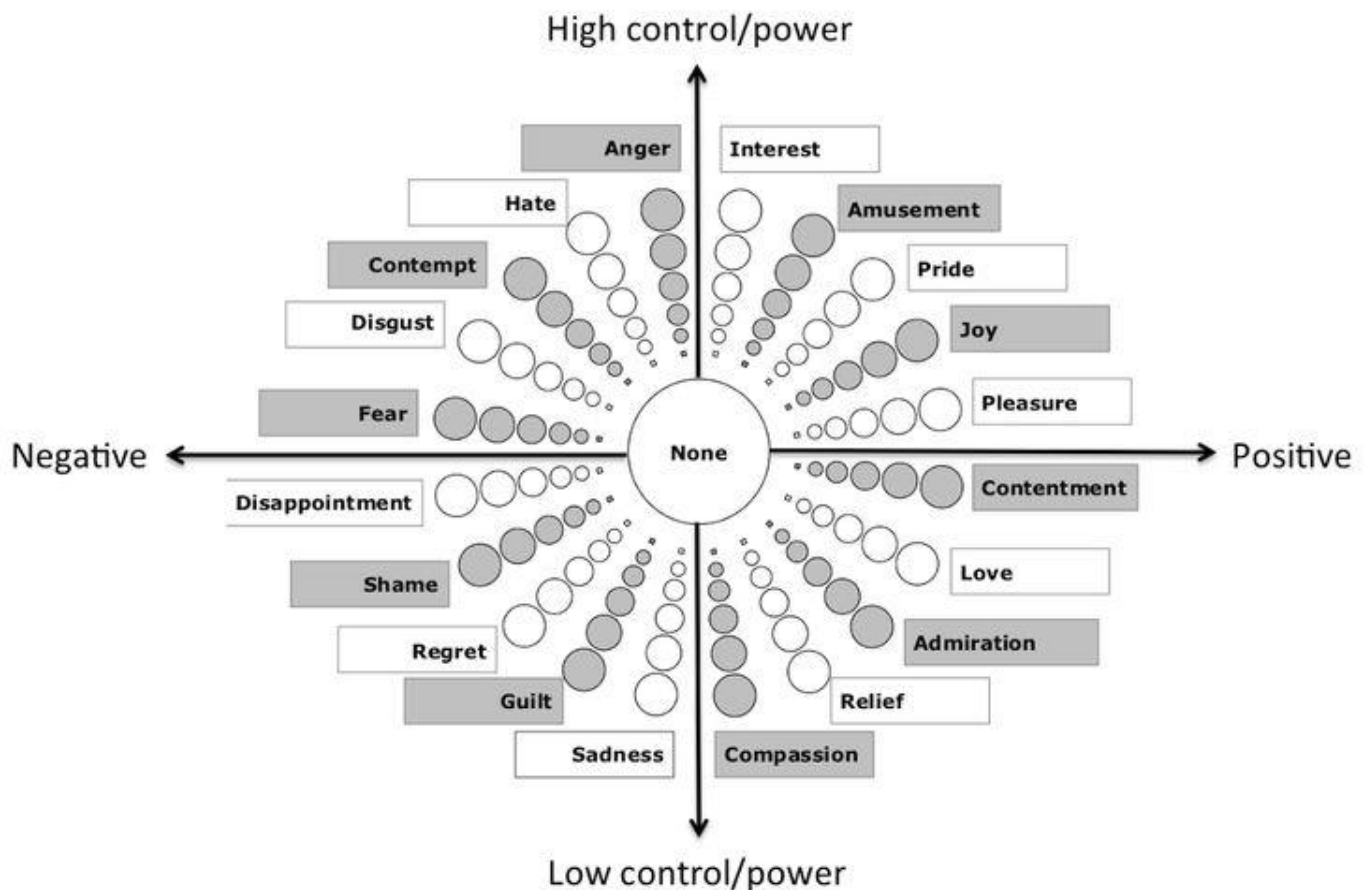 High control/power
Anger
Interest
Hate
Amusement
Contempt
Pride
Disgust
Joy
Fear
Pleasure
Negative
None
Positive
Disappointment
Contentment
Shame
Love
Regret
Admiration
Guilt
Relief
Sadness
Compassion
Low control/power